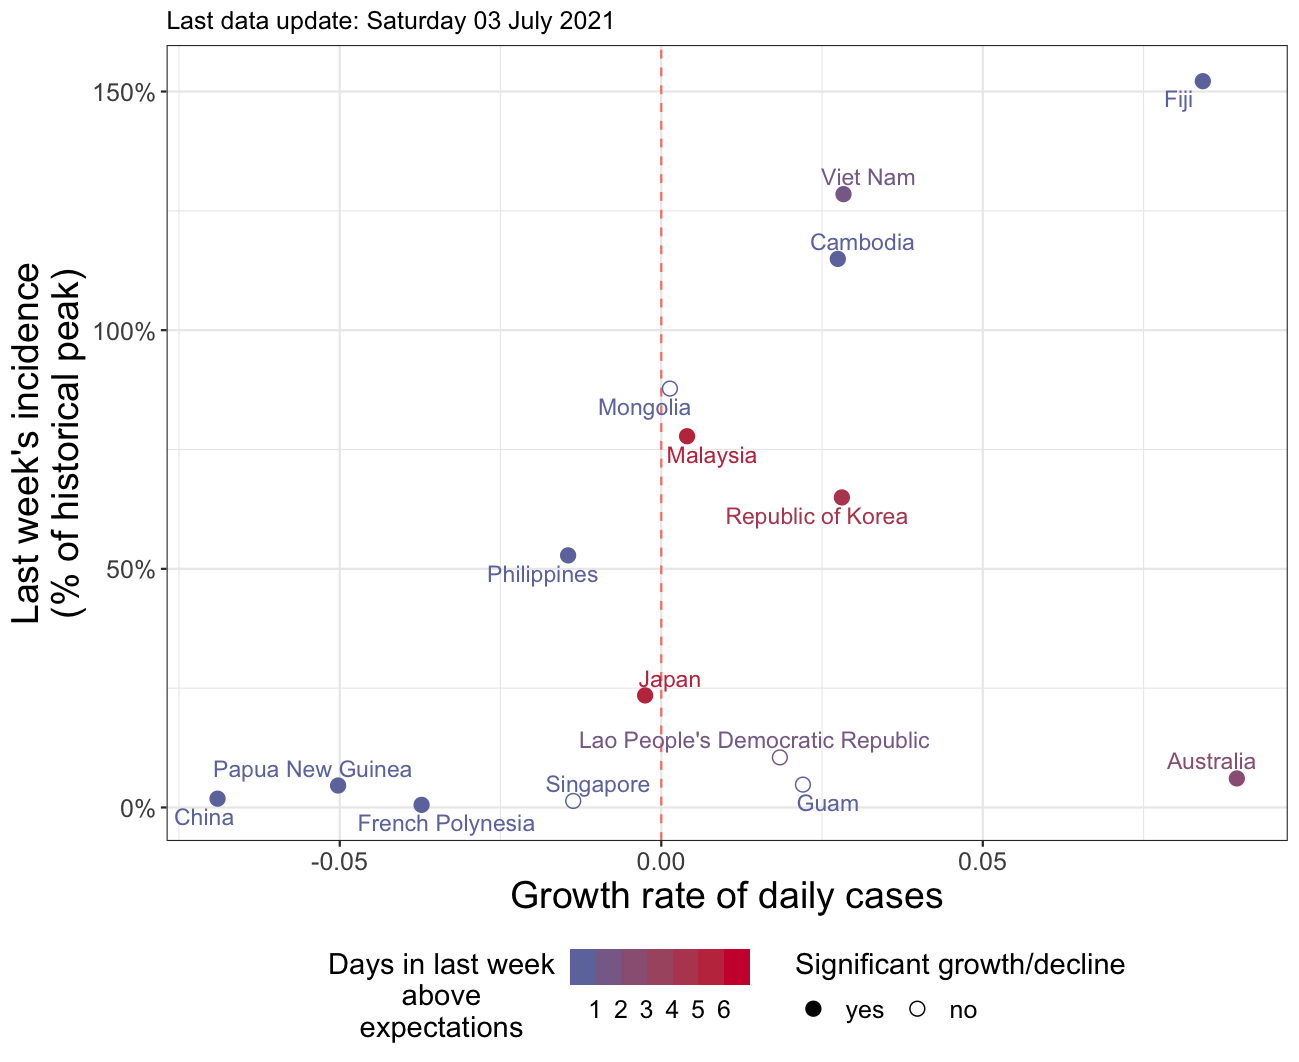 Last data update: Saturday 03 July 2021
Last week's incidence
(% of historical peak)
150%
100%
50%
0%
Fiji
Viet Nam
Cambodia
Mongolia
Malaysia
Republic of Korea
Philippines
Japan
Lao People's Democratic Republic
Australia
Papua New Guinea
Singapore
Guam
China
French Polynesia
-0.05 0.00 0.05
Growth rate of daily cases
Days in last week
above
expectations
1 2 3 4 5 6
Significant growth/decline
yes no